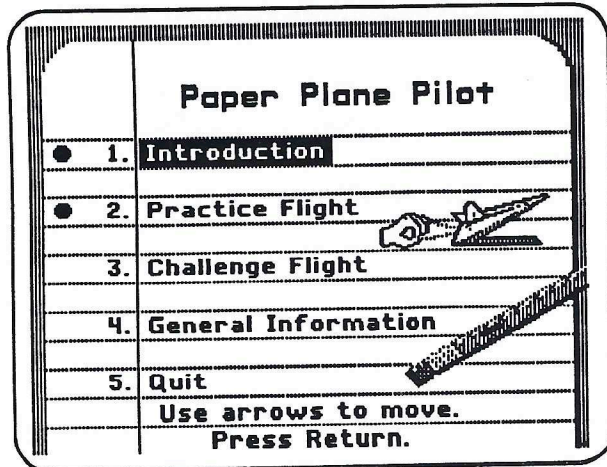 Paper Plane Pilot
1. Introduction
2. Practice Flight
3. Challenge Flight
4. General Information
5. Quit
Use arrows to move.
Press Return.